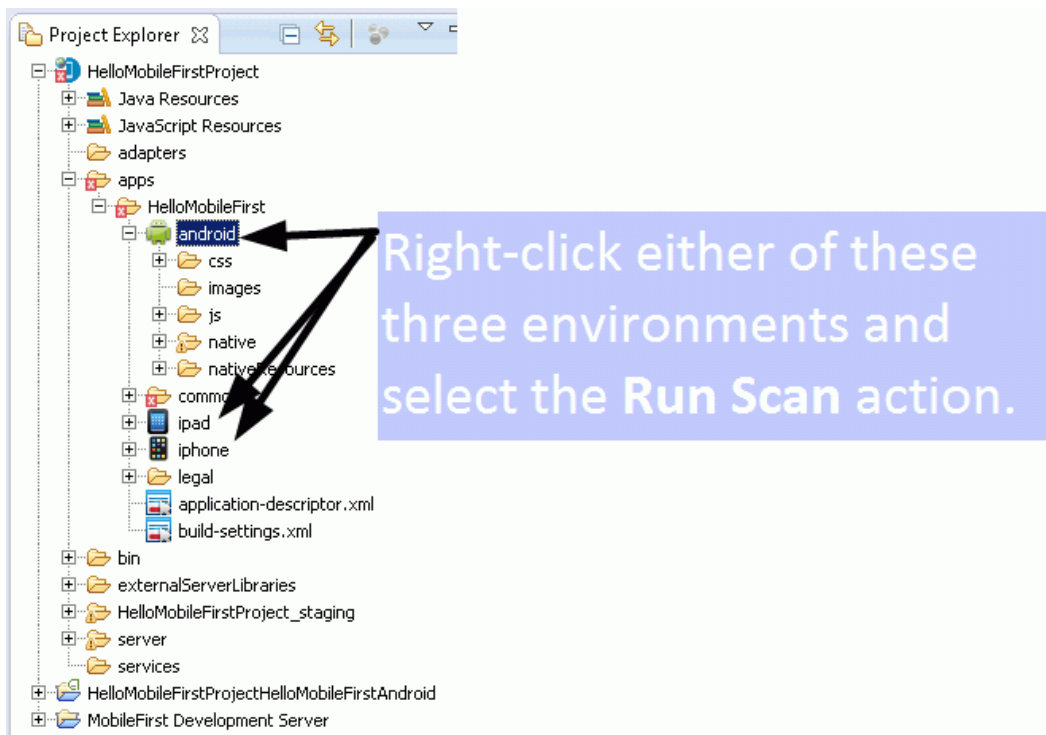 Project Explorer
HelloMobileFirstProject
Java Resources
JavaScript Resources
adapters
apps
HelloMobileFirst
android
css
images
js
native
nativeResources
ipad
iphone
legal
application-descriptor.xml
build-settings.xml
bin
externalServerLibraries
HelloMobileFirstProject_staging
server
services
HelloMobileFirstProjectHelloMobileFirstAndroid
MobileFirst Development Server
Right-click either of these
three environments and
select the Run Scan action.